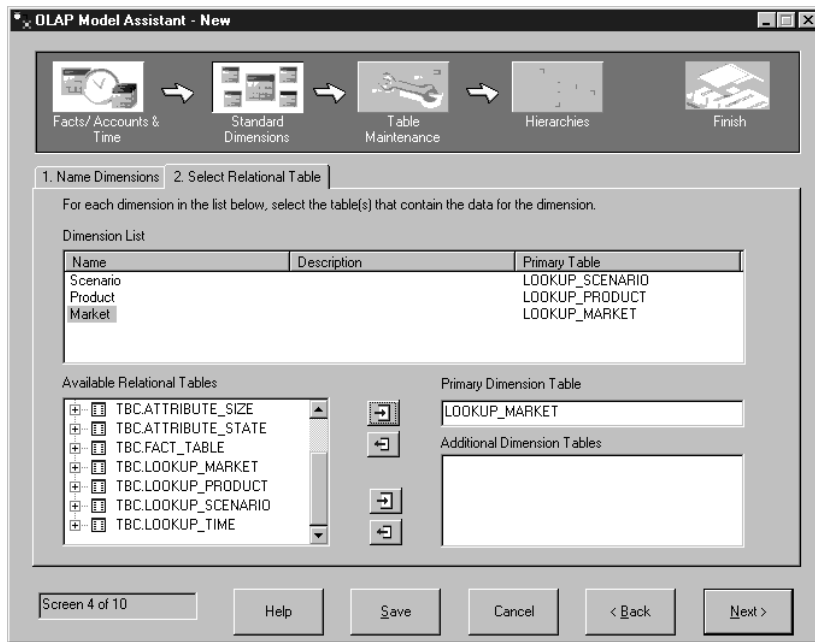 OLAP Model Assistant - New
Facts/Accounts &
Time
Standard
Dimensions
Table
Maintenance
Hierarchies
Finish
1. Name Dimensions
2. Select Relational Table
For each dimension in the list below, select the table(s) that contain the data for the dimension.
Dimension List
Name Description Primary Table
Scenario LOOKUP_SCENARIO
Product LOOKUP_PRODUCT
Market LOOKUP_MARKET
Available Relational Tables
TBC.ATTRIBUTE_SIZE
TBC.ATTRIBUTE_STATE
TBC.FACT_TABLE
TBC.LOOKUP_MARKET
TBC.LOOKUP_PRODUCT
TBC.LOOKUP_SCENARIO
TBC.LOOKUP_TIME
Primary Dimension Table
LOOKUP_MARKET
Additional Dimension Tables
Screen 4 of 10
Help
Save
Cancel
< Back
Next >